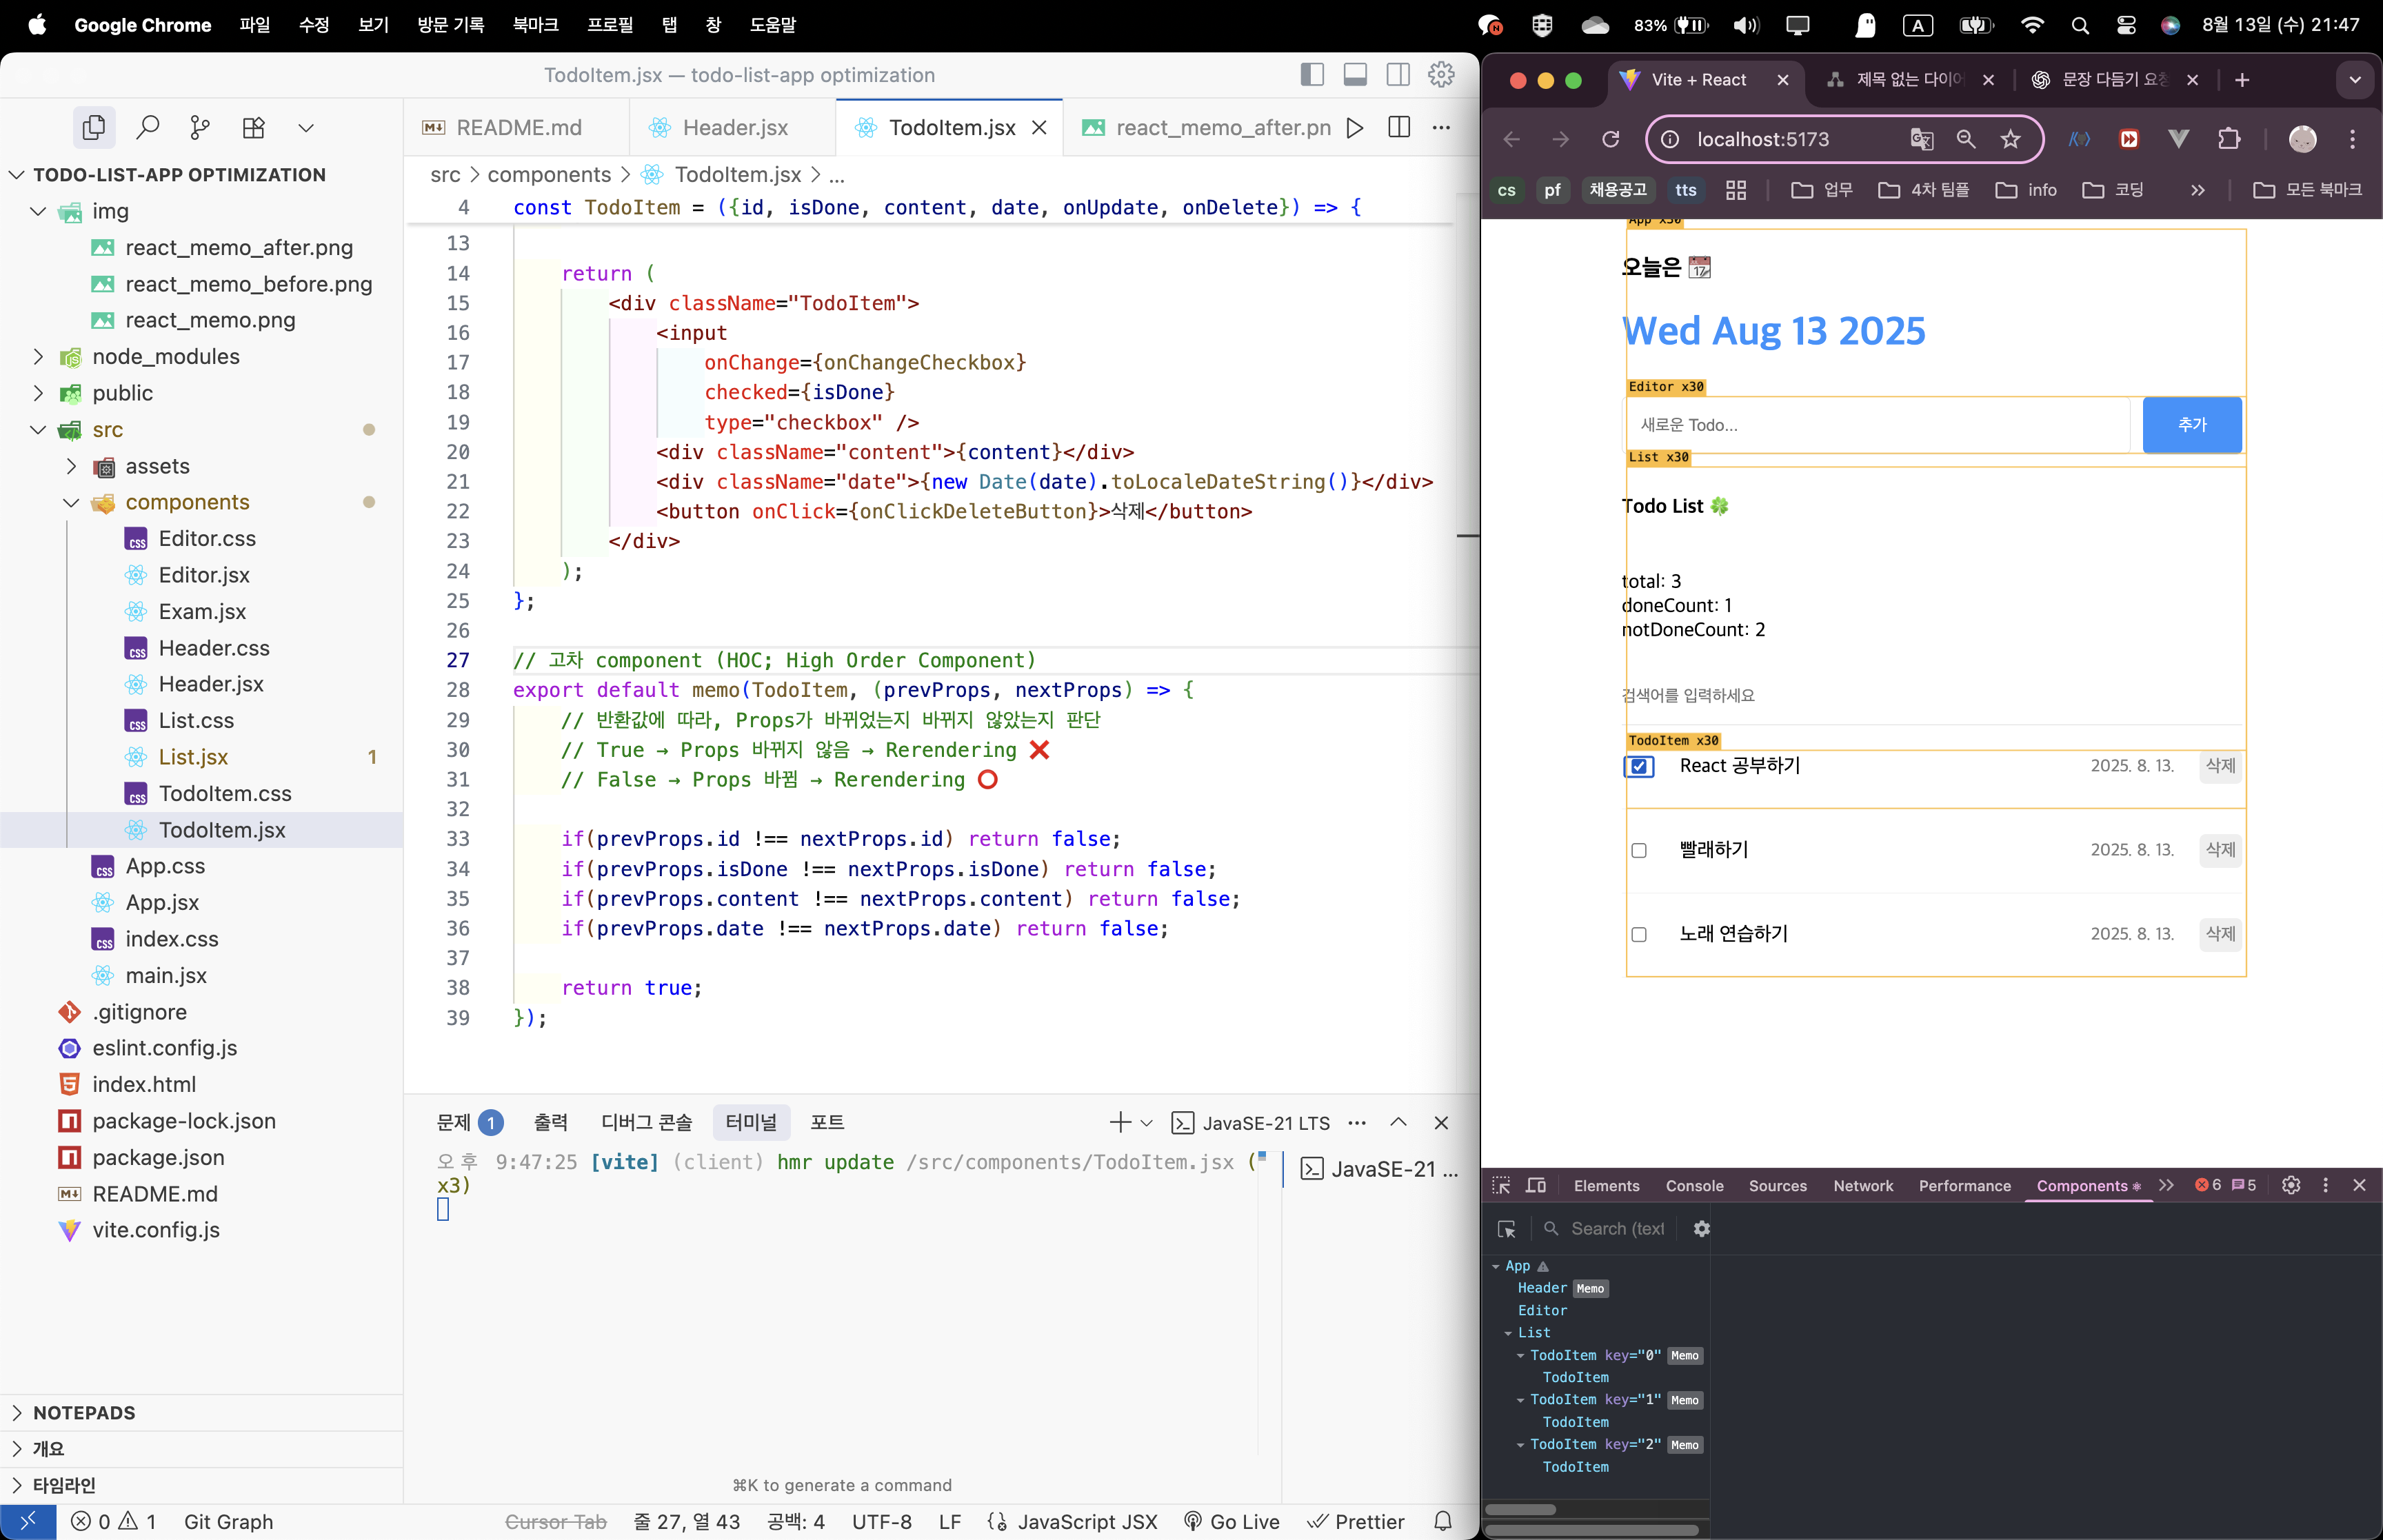 Google Chrome 파일 수정 보기 방문 기록 북마크 프로필 탭 창 도움말
83%
A
8월 13일 (수) 21:47
TodoItem.jsx — todo-list-app optimization
README.md
Header.jsx
TodoItem.jsx
react_memo_after.pn
TODO-LIST-APP OPTIMIZATION
img
react_memo_after.png
react_memo_before.png
react_memo.png
node_modules
public
src
assets
components
Editor.css
Editor.jsx
Exam.jsx
Header.css
Header.jsx
List.css
List.jsx 1
TodoItem.css
TodoItem.jsx
App.css
App.jsx
index.css
main.jsx
.gitignore
eslint.config.js
index.html
package-lock.json
package.json
README.md
vite.config.js
NOTEPADS
개요
타임라인
src > components > TodoItem.jsx > ...
4 const TodoItem = ({id, isDone, content, date, onUpdate, onDelete}) => {
13
14 return (
15 <div className="TodoItem">
16 <input
17 onChange={onChangeCheckbox}
18 checked={isDone}
19 type="checkbox" />
20 <div className="content">{content}</div>
21 <div className="date">{new Date(date).toLocaleDateString()}</div>
22 <button onClick={onClickDeleteButton}>삭제</button>
23 </div>
24 );
25 };
26
27 // 고차 component (HOC; High Order Component)
28 export default memo(TodoItem, (prevProps, nextProps) => {
29 // 반환값에 따라, Props가 바뀌었는지 바뀌지 않았는지 판단
30 // True → Props 바뀌지 않음 → Rerendering ❌
31 // False → Props 바뀜 → Rerendering ⭕
32
33 if(prevProps.id !== nextProps.id) return false;
34 if(prevProps.isDone !== nextProps.isDone) return false;
35 if(prevProps.content !== nextProps.content) return false;
36 if(prevProps.date !== nextProps.date) return false;
37
38 return true;
39 });
문제 1 출력 디버그 콘솔 터미널 포트
JavaSE-21 LTS
오후 9:47:25 [vite] (client) hmr update /src/components/TodoItem.jsx (
x3)
JavaSE-21 ...
⌘K to generate a command
0 1 Git Graph
Cursor Tab 줄 27, 열 43 공백: 4 UTF-8 LF JavaScript JSX Go Live Prettier
Vite + React
제목 없는 다이어
문장 다듬기 요청
localhost:5173
cs pf 채용공고 tts 업무 4차 팀플 info 코딩 » 모든 북마크
App x30
오늘은 📆
Wed Aug 13 2025
Editor x30
새로운 Todo...
추가
List x30
Todo List 🍀
total: 3
doneCount: 1
notDoneCount: 2
검색어를 입력하세요
TodoItem x30
React 공부하기 2025. 8. 13. 삭제
빨래하기 2025. 8. 13. 삭제
노래 연습하기 2025. 8. 13. 삭제
Elements Console Sources Network Performance Components 6 5
Search (text
App
Header Memo
Editor
List
TodoItem key="0" Memo
TodoItem
TodoItem key="1" Memo
TodoItem
TodoItem key="2" Memo
TodoItem